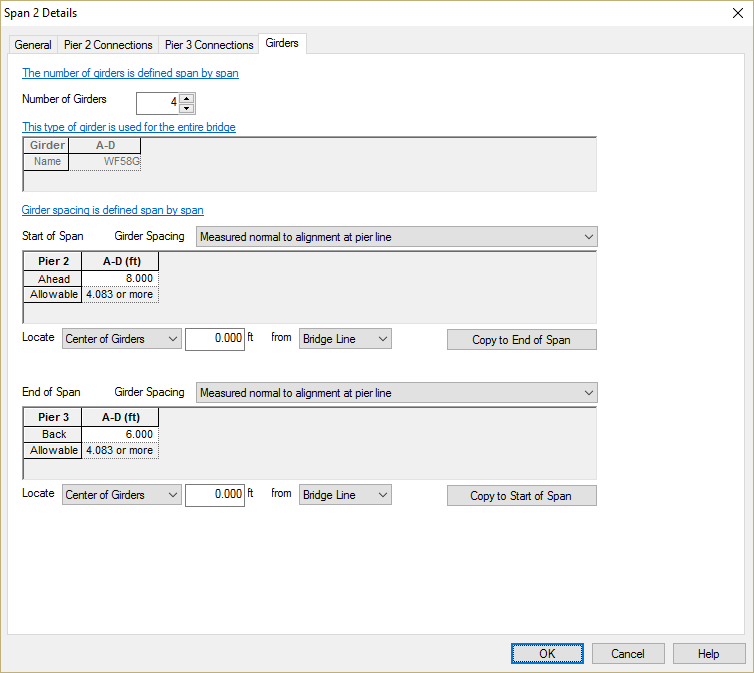 Span 2 Details
General Pier 2 Connections Pier 3 Connections Girders
The number of girders is defined span by span
Number of Girders 4
This type of girder is used for the entire bridge
Girder A-D
Name WF58G
Girder spacing is defined span by span
Start of Span Girder Spacing Measured normal to alignment at pier line
Pier 2 A-D (ft)
Ahead 8.000
Allowable 4.083 or more
Locate Center of Girders 0.000 ft from Bridge Line Copy to End of Span
End of Span Girder Spacing Measured normal to alignment at pier line
Pier 3 A-D (ft)
Back 6.000
Allowable 4.083 or more
Locate Center of Girders 0.000 ft from Bridge Line Copy to Start of Span
OK Cancel Help